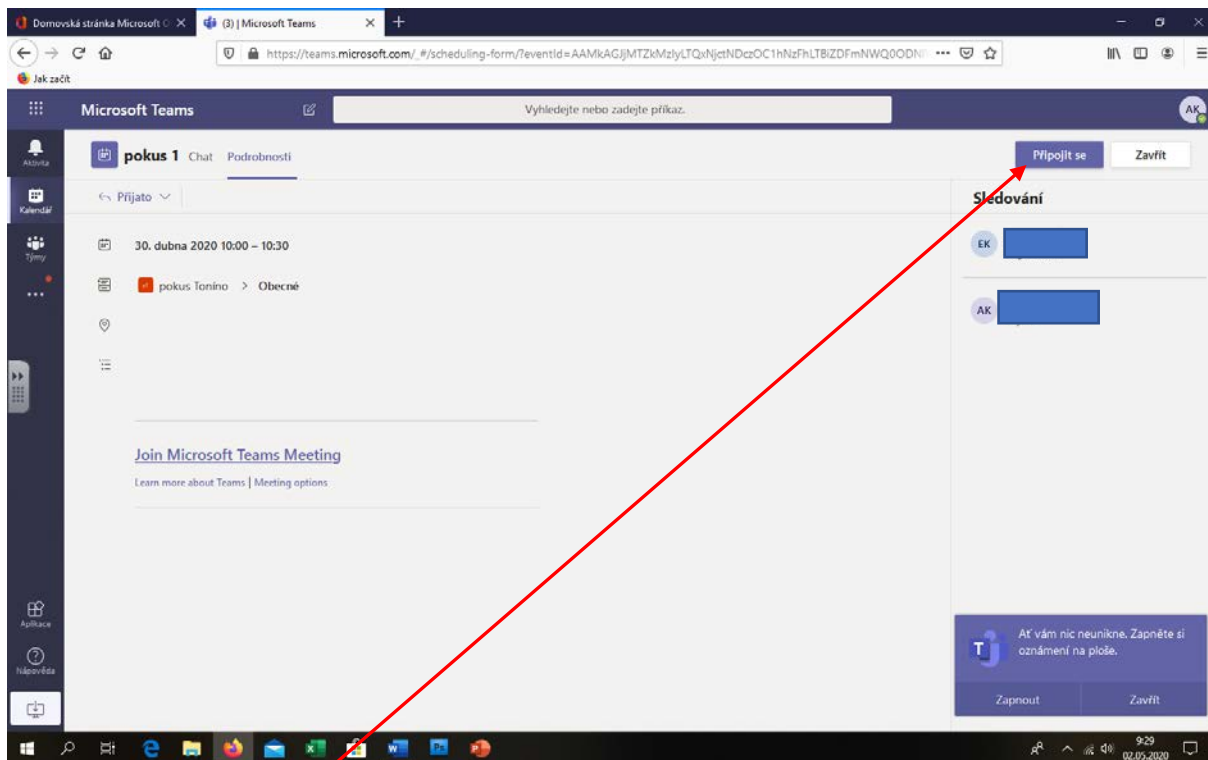 Domovská stránka Microsoft O
(3) | Microsoft Teams
https://teams.microsoft.com/_#/scheduling-form/?eventId=
Jak začít
Microsoft Teams
Vyhledejte nebo zadejte příkaz.
AK
Aktivita
pokus 1 Chat Podrobnosti
Připojit se
Zavřít
Kalendář
Přijato
Sledování
Týmy
30. dubna 2020 10:00 – 10:30
EK
pokus Tonino > Obecné
AK
Join Microsoft Teams Meeting
Learn more about Teams | Meeting options
Aplikace
Nápověda
Ať vám nic neunikne. Zapněte si
oznámení na ploše.
Zapnout
Zavřít
9:29
02.05.2020